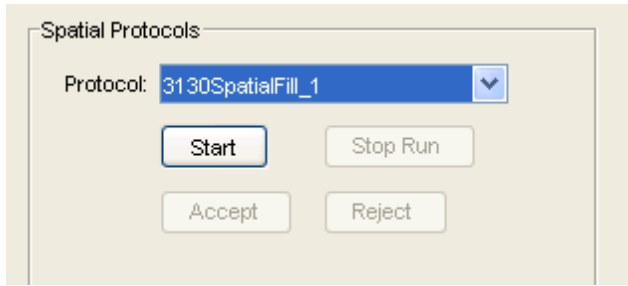 Spatial Protocols
Protocol: 3130SpatialFill_1
Start Stop Run
Accept Reject